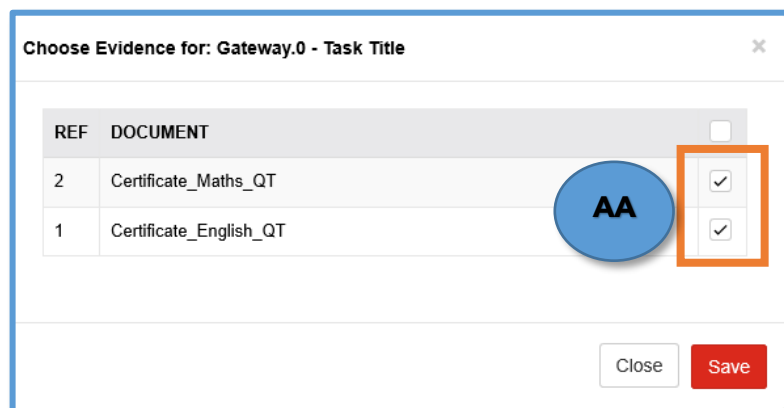 Choose Evidence for: Gateway.0 - Task Title ×
REF DOCUMENT
2 Certificate_Maths_QT
AA
1 Certificate_English_QT
Close Save